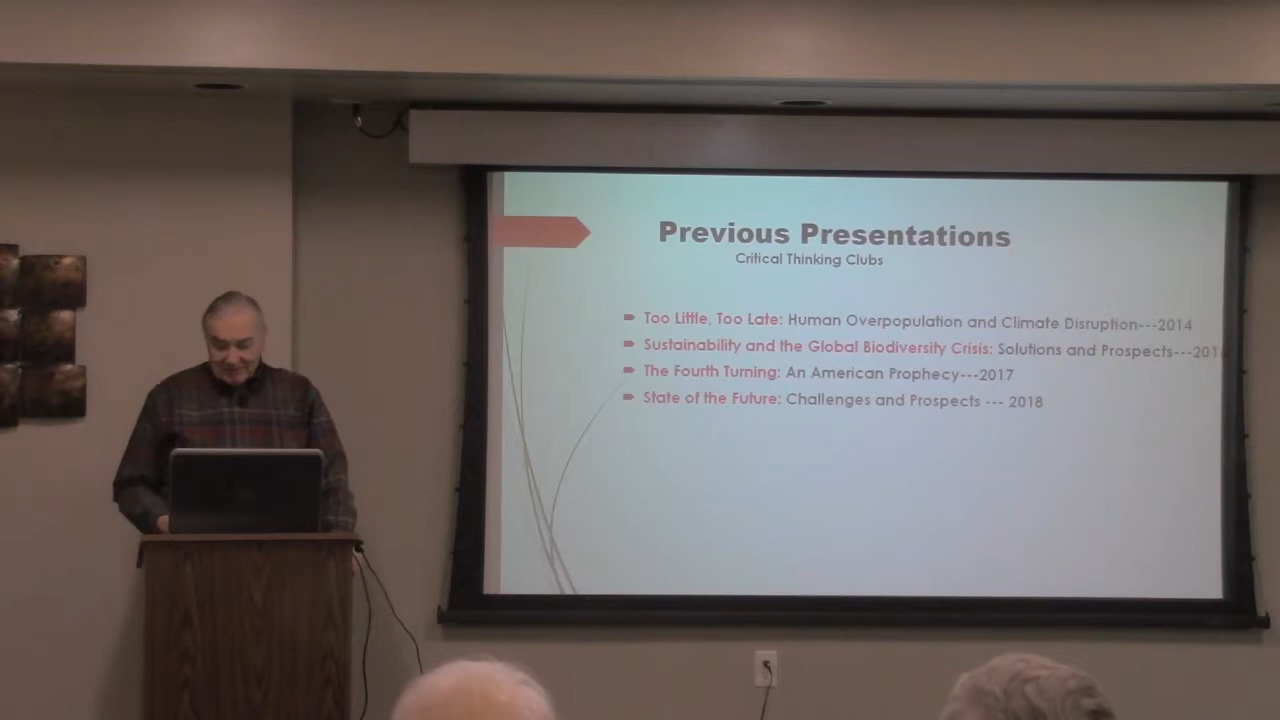 Previous Presentations
Critical Thinking Clubs
Too Little, Too Late: Human Overpopulation and Climate Disruption---2014
Sustainability and the Global Biodiversity Crisis: Solutions and Prospects---
The Fourth Turning: An American Prophecy---2017
State of the Future: Challenges and Prospects --- 2018